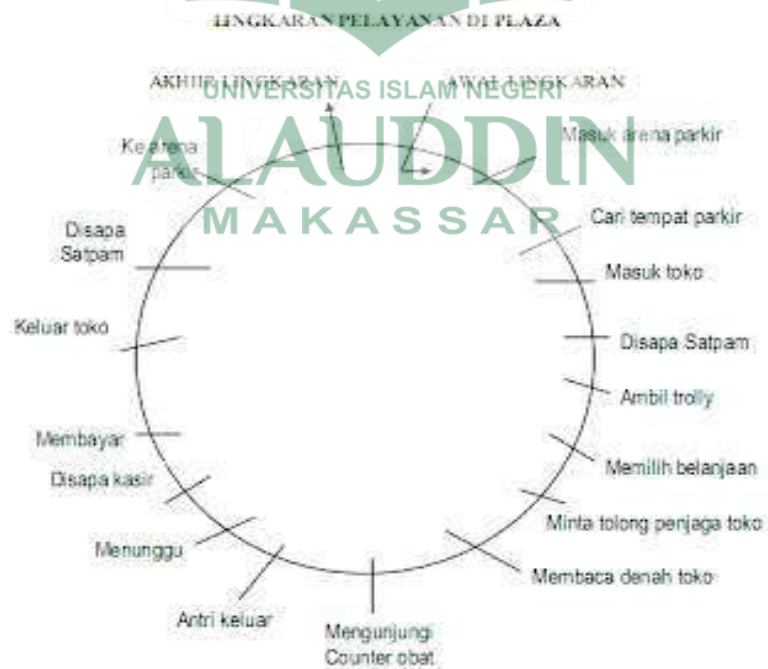 LINGKARAN PELAYANAN DI PLAZA
AKHIR LINGKARAN
AWAL LINGKARAN
UNIVERSITAS ISLAM NEGERI
ALAUDDIN
MAKASSAR
Masuk arena parkir
Cari tempat parkir
Masuk toko
Disapa Satpam
Ambil trolly
Memilih belanjaan
Minta tolong penjaga toko
Membaca denah toko
Mengunjungi
Counter obat
Antri keluar
Menunggu
Disapa kasir
Membayar
Keluar toko
Disapa
Satpam
Ke arena
parkir